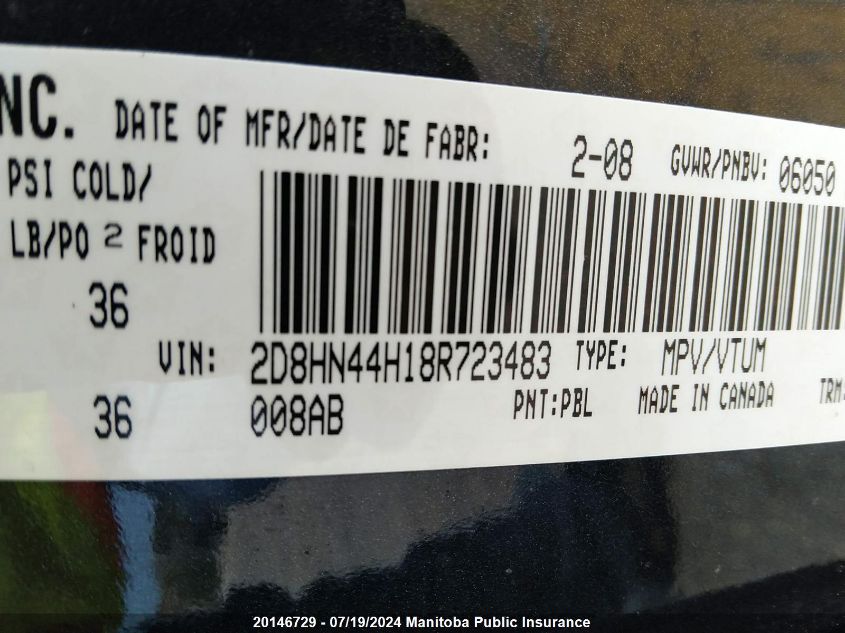 NC. DATE OF MFR/DATE DE FABR: 2-08 GVWR/PNBV: 06050
PSI COLD/
LB/PO 2 FROID
36
VIN: 2D8HN44H18R723483 TYPE: MPV/VTUM
36 008AB PNT:PBL MADE IN CANADA TRM:
20146729 - 07/19/2024 Manitoba Public Insurance